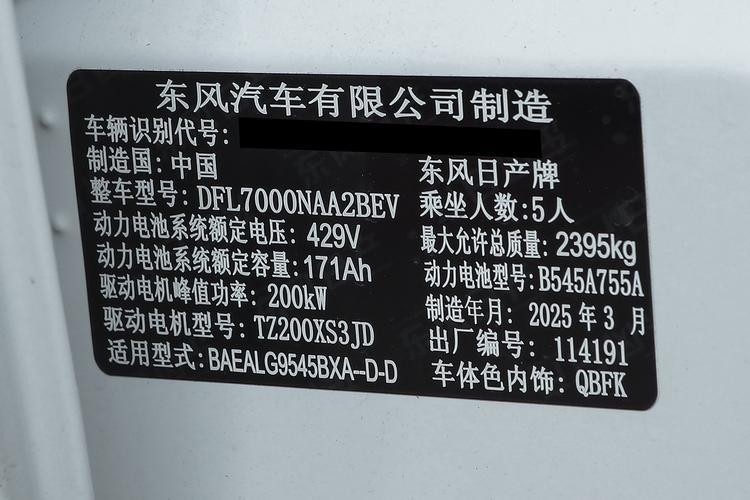 东风汽车有限公司制造
车辆识别代号：
制造国：中国
东风日产牌
整车型号：DFL7000NAA2BEV
乘坐人数：5人
动力电池系统额定电压：429V
最大允许总质量：2395kg
动力电池系统额定容量：171Ah
动力电池型号：B545A755A
驱动电机峰值功率：200kW
制造年月：2025年3月
驱动电机型号：TZ200XS3JD
出厂编号：114191
适用型式：BAEALG9545BXA--D-D
车体色内饰：QBFK